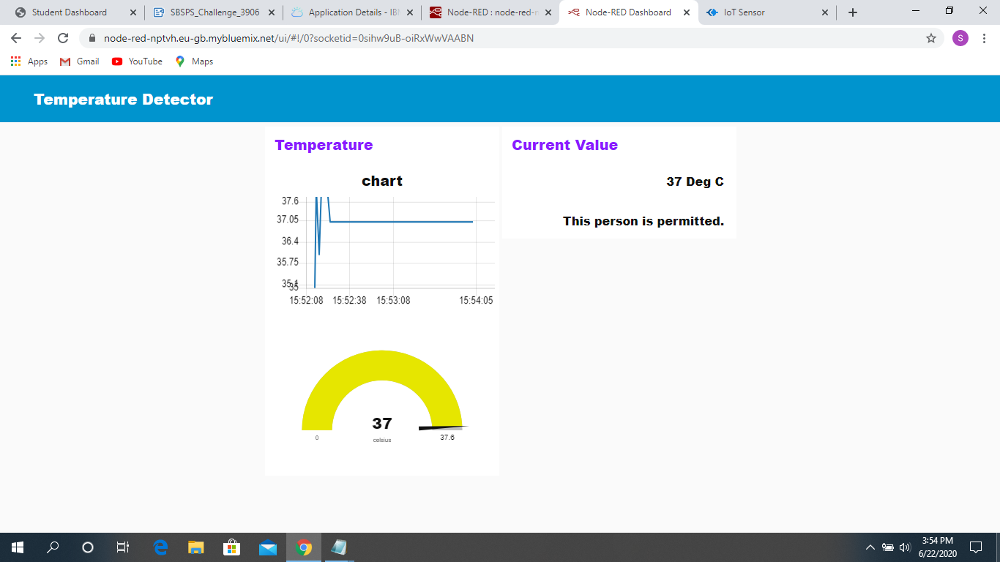 Student Dashboard
SBSPS_Challenge_3906
Application Details - IBM
Node-RED : node-red-n
Node-RED Dashboard
IoT Sensor
node-red-nptvh.eu-gb.mybluemix.net/ui/#!/0?socketid=0sihw9uB-oiRxWwVAABN
S
Apps
Gmail
YouTube
Maps
Temperature Detector
Temperature
chart
37.6
37.05
36.4
35.75
35.1
35
15:52:08 15:52:38 15:53:08 15:54:05
37
0 celsius 37.6
Current Value
37 Deg C
This person is permitted.
3:54 PM
6/22/2020